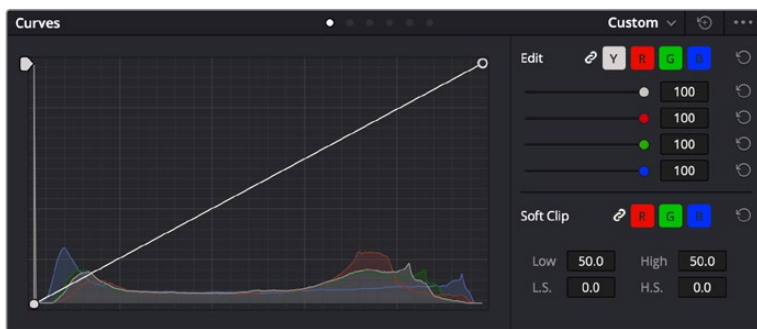 Curves Custom
Edit Y R G B
100
100
100
100
Soft Clip R G B
Low 50.0 High 50.0
L.S. 0.0 H.S. 0.0